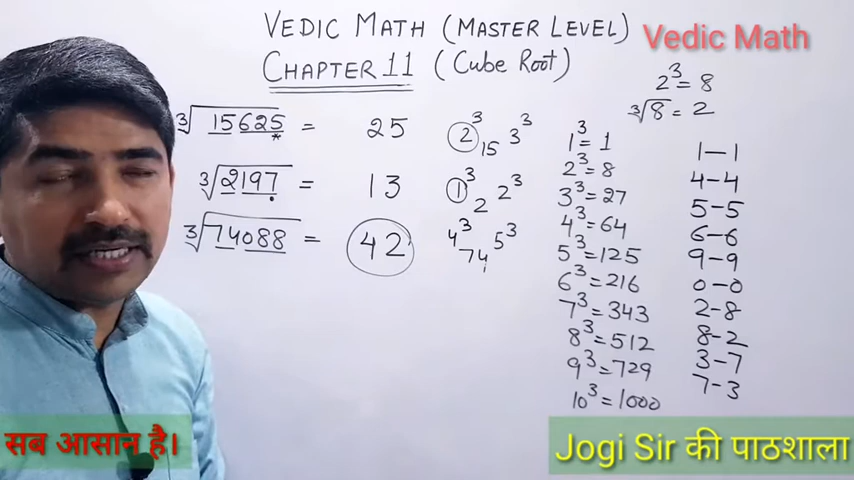 VEDIC MATH (MASTER LEVEL)
CHAPTER 11 (Cube Root)
Vedic Math
2³ = 8
∛8 = 2
∛15625 = 25
2³ 15 3³
∛2197 = 13
1³ 2 2³
∛74088 = 42
4³ 74 5³
1³ = 1
2³ = 8
3³ = 27
4³ = 64
5³ = 125
6³ = 216
7³ = 343
8³ = 512
9³ = 729
10³ = 1000
1 – 1
4 – 4
5 – 5
6 – 6
9 – 9
0 – 0
2 – 8
8 – 2
3 – 7
7 – 3
सब आसान है।
Jogi Sir की पाठशाला